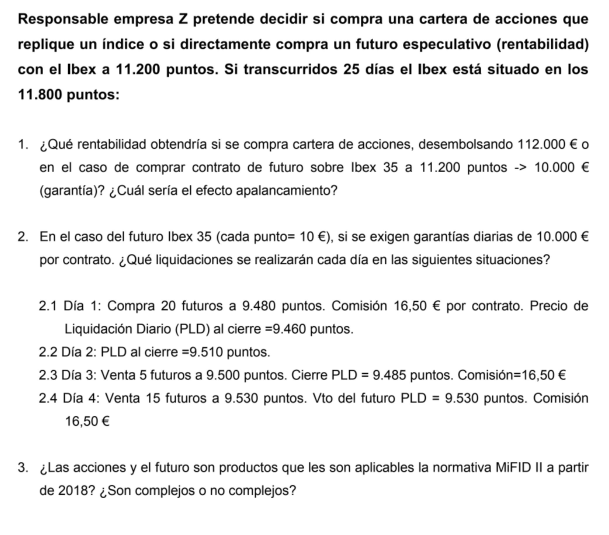 Responsable empresa Z pretende decidir si compra una cartera de acciones que
replique un índice o si directamente compra un futuro especulativo (rentabilidad)
con el Ibex a 11.200 puntos. Si transcurridos 25 días el Ibex está situado en los
11.800 puntos:
1. ¿Qué rentabilidad obtendría si se compra cartera de acciones, desembolsando 112.000 € o
en el caso de comprar contrato de futuro sobre Ibex 35 a 11.200 puntos -> 10.000 €
(garantía)? ¿Cuál sería el efecto apalancamiento?
2. En el caso del futuro Ibex 35 (cada punto= 10 €), si se exigen garantías diarias de 10.000 €
por contrato. ¿Qué liquidaciones se realizarán cada día en las siguientes situaciones?
2.1 Día 1: Compra 20 futuros a 9.480 puntos. Comisión 16,50 € por contrato. Precio de
Liquidación Diario (PLD) al cierre =9.460 puntos.
2.2 Día 2: PLD al cierre =9.510 puntos.
2.3 Día 3: Venta 5 futuros a 9.500 puntos. Cierre PLD = 9.485 puntos. Comisión=16,50 €
2.4 Día 4: Venta 15 futuros a 9.530 puntos. Vto del futuro PLD = 9.530 puntos. Comisión
16,50 €
3. ¿Las acciones y el futuro son productos que les son aplicables la normativa MiFID II a partir
de 2018? ¿Son complejos o no complejos?